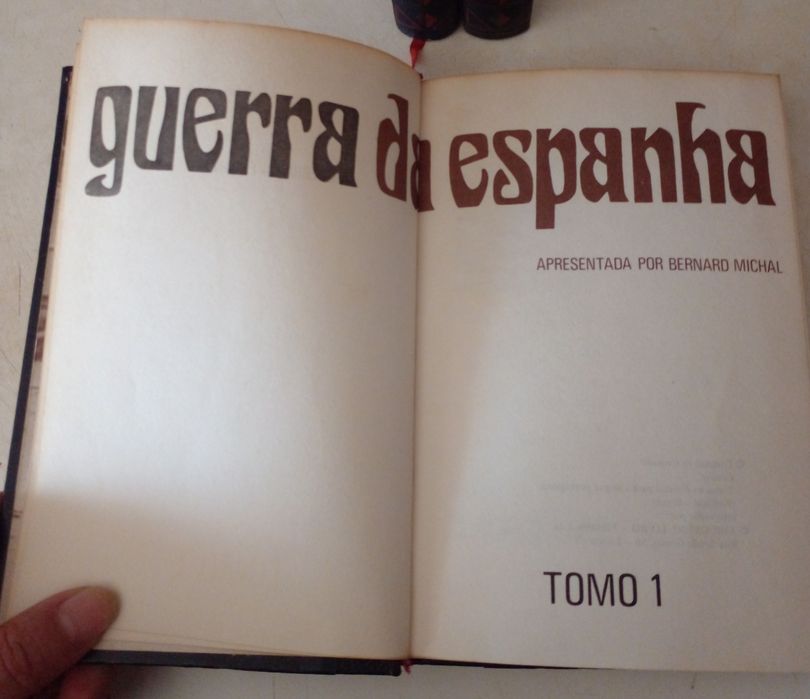 guerra da espanha
APRESENTADA POR BERNARD MICHAL
TOMO 1